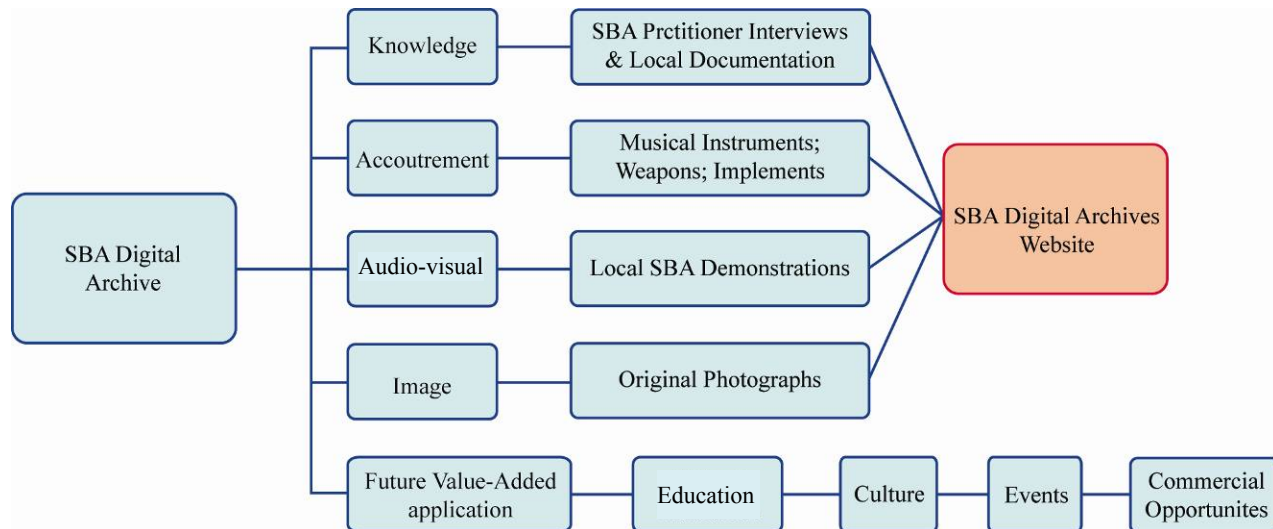 SBA Digital
Archive
Knowledge
SBA Prctitioner Interviews
& Local Documentation
Accoutrement
Musical Instruments;
Weapons; Implements
Audio-visual
Local SBA Demonstrations
Image
Original Photographs
SBA Digital Archives
Website
Future Value-Added
application
Education
Culture
Events
Commercial
Opportunites